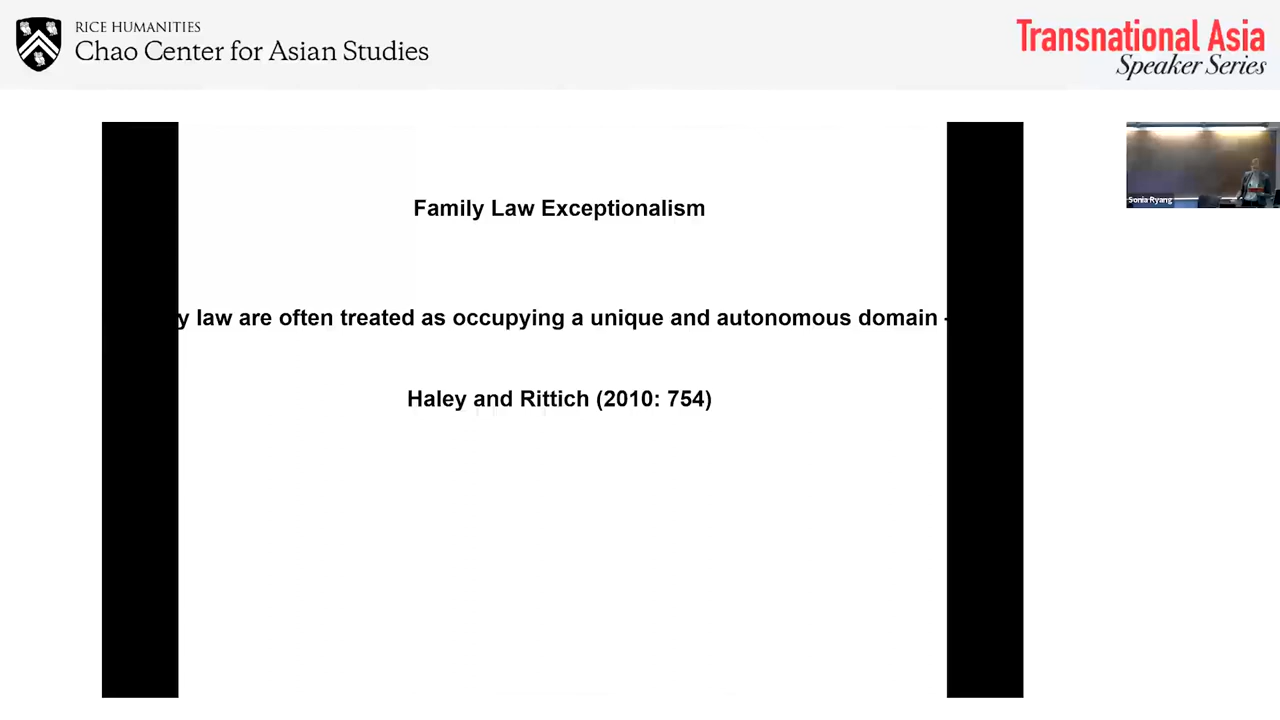 RICE HUMANITIES
Chao Center for Asian Studies
Transnational Asia
Speaker Series
Sonia Ryang
Family Law Exceptionalism
y law are often treated as occupying a unique and autonomous domain -
Haley and Rittich (2010: 754)